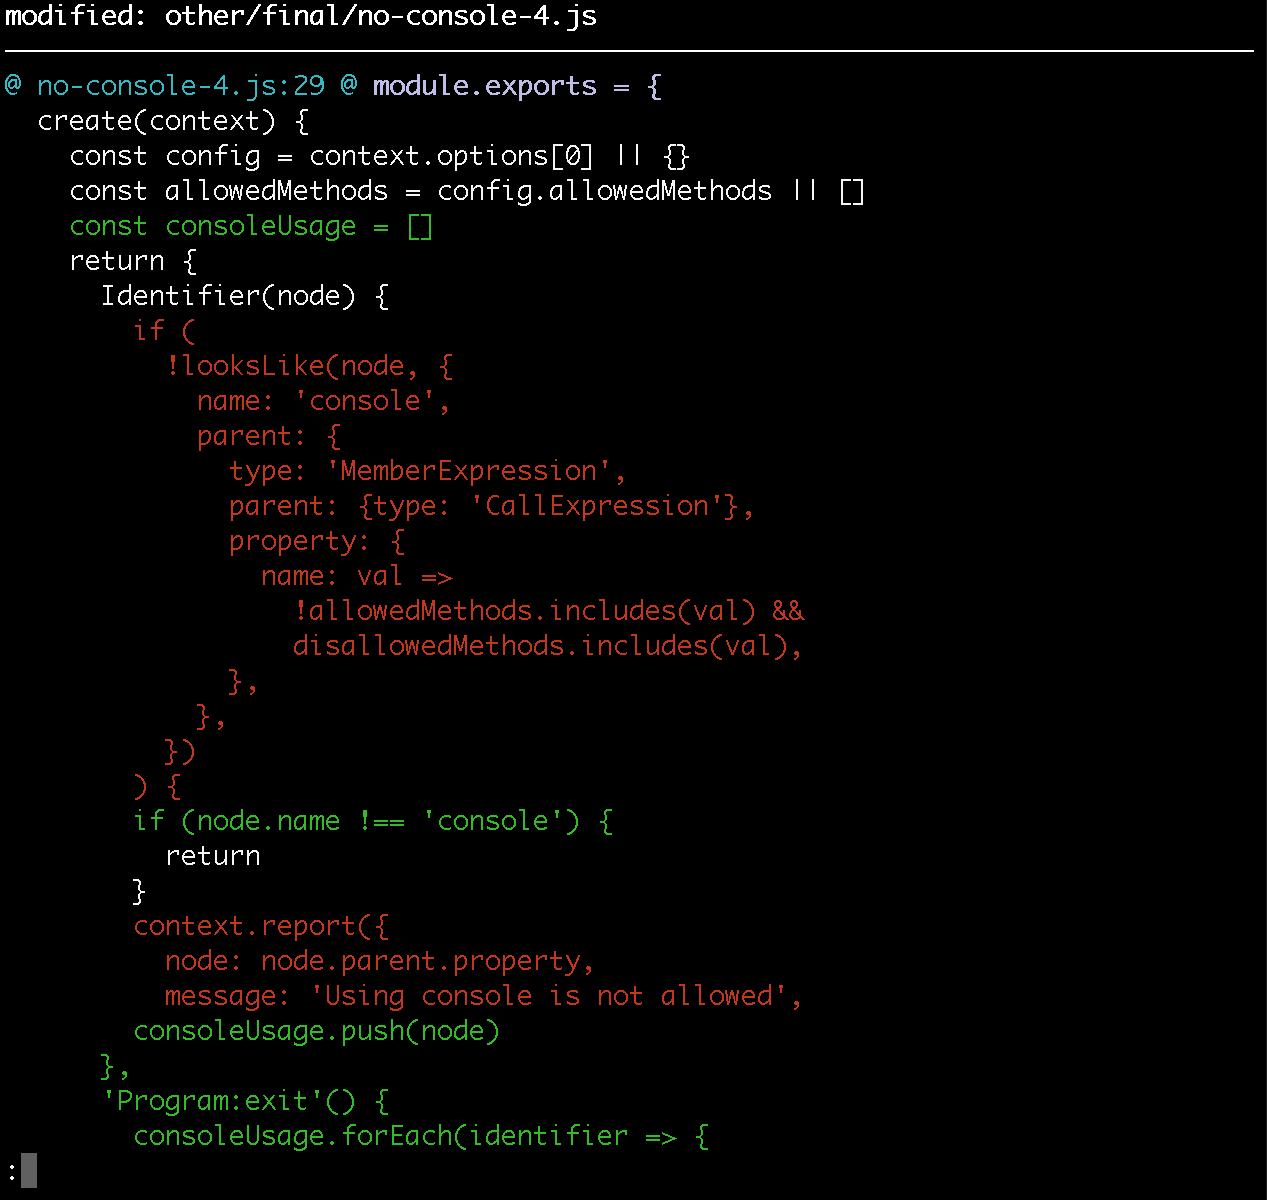 modified: other/final/no-console-4.js
@ no-console-4.js:29 @ module.exports = {
  create(context) {
    const config = context.options[0] || {}
    const allowedMethods = config.allowedMethods || []
    const consoleUsage = []
    return {
      Identifier(node) {
        if (
          !looksLike(node, {
            name: 'console',
            parent: {
              type: 'MemberExpression',
              parent: {type: 'CallExpression'},
              property: {
                name: val =>
                  !allowedMethods.includes(val) &&
                  disallowedMethods.includes(val),
              },
            },
          })
        ) {
        if (node.name !== 'console') {
          return
        }
        context.report({
          node: node.parent.property,
          message: 'Using console is not allowed',
        consoleUsage.push(node)
      },
      'Program:exit'() {
        consoleUsage.forEach(identifier => {
: